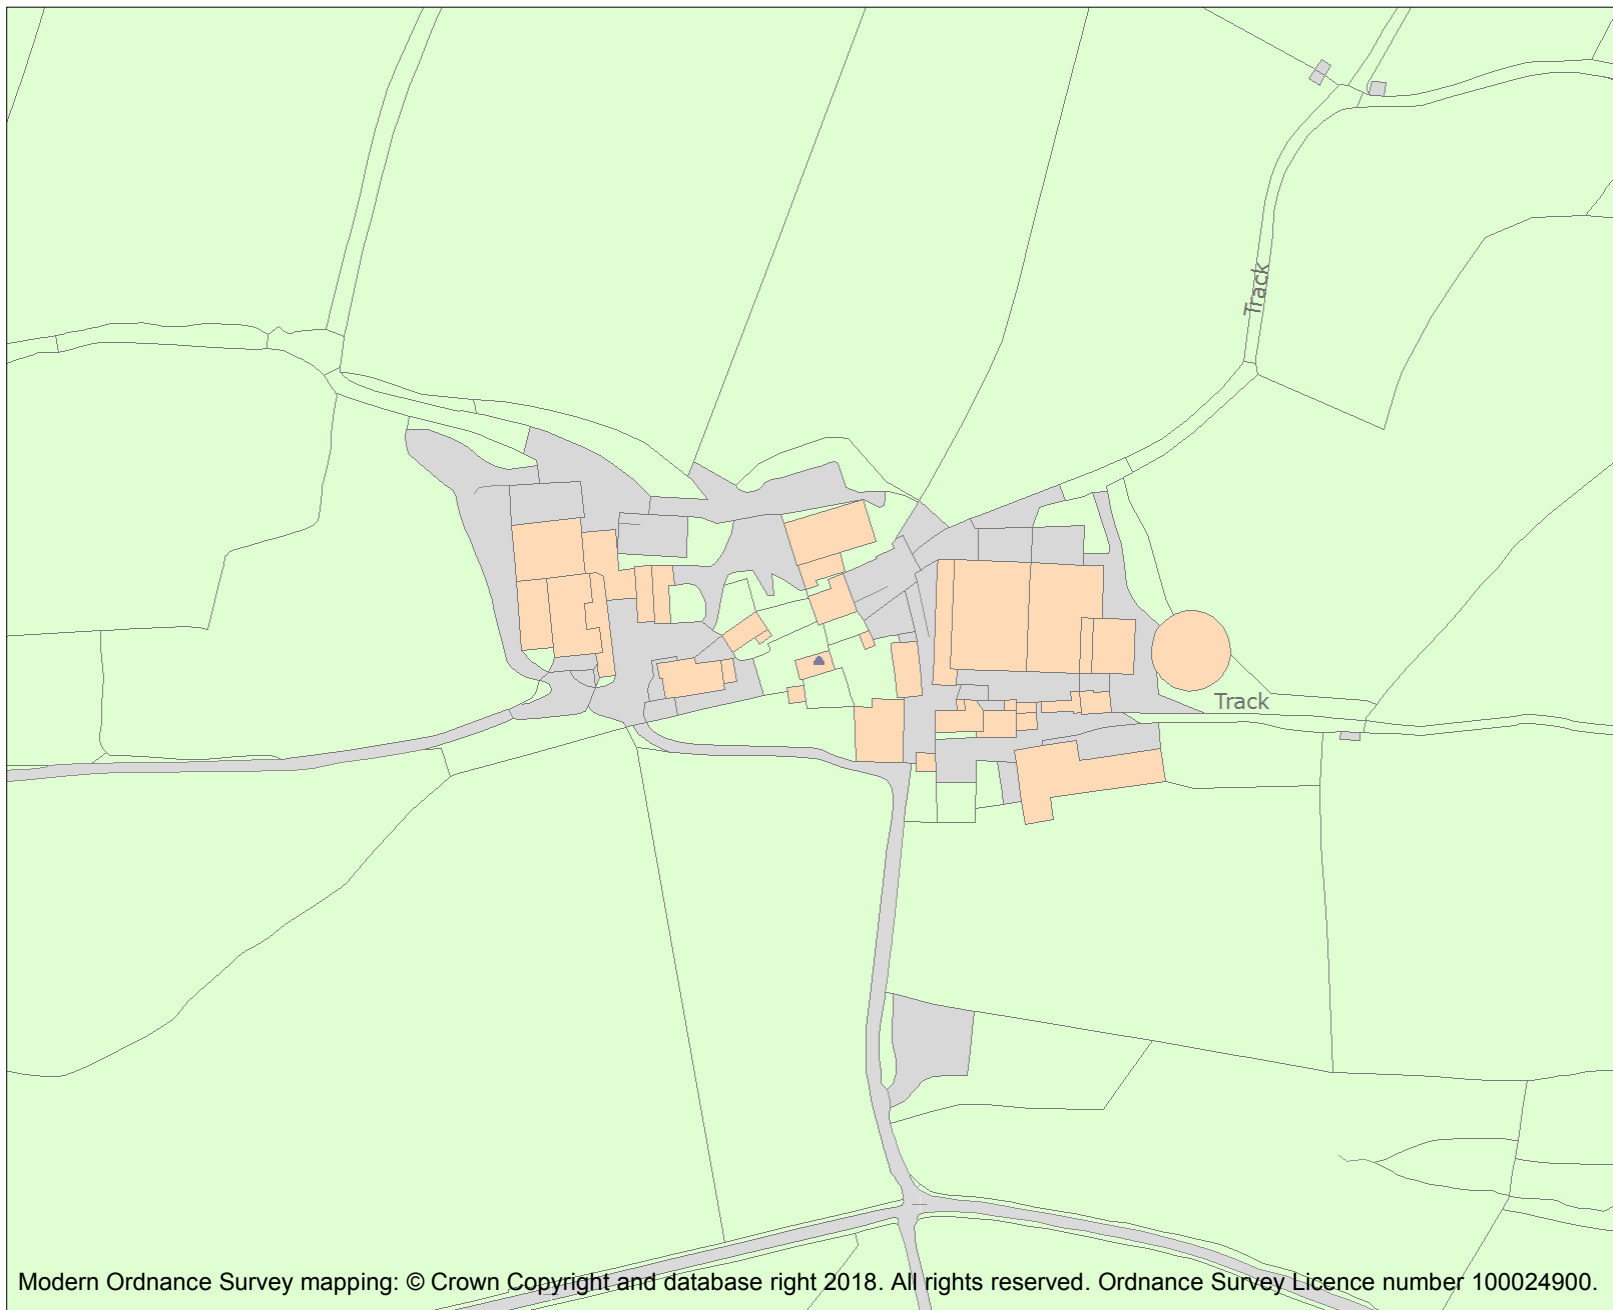 Track
Track
Modern Ordnance Survey mapping: © Crown Copyright and database right 2018. All rights reserved. Ordnance Survey Licence number 100024900.